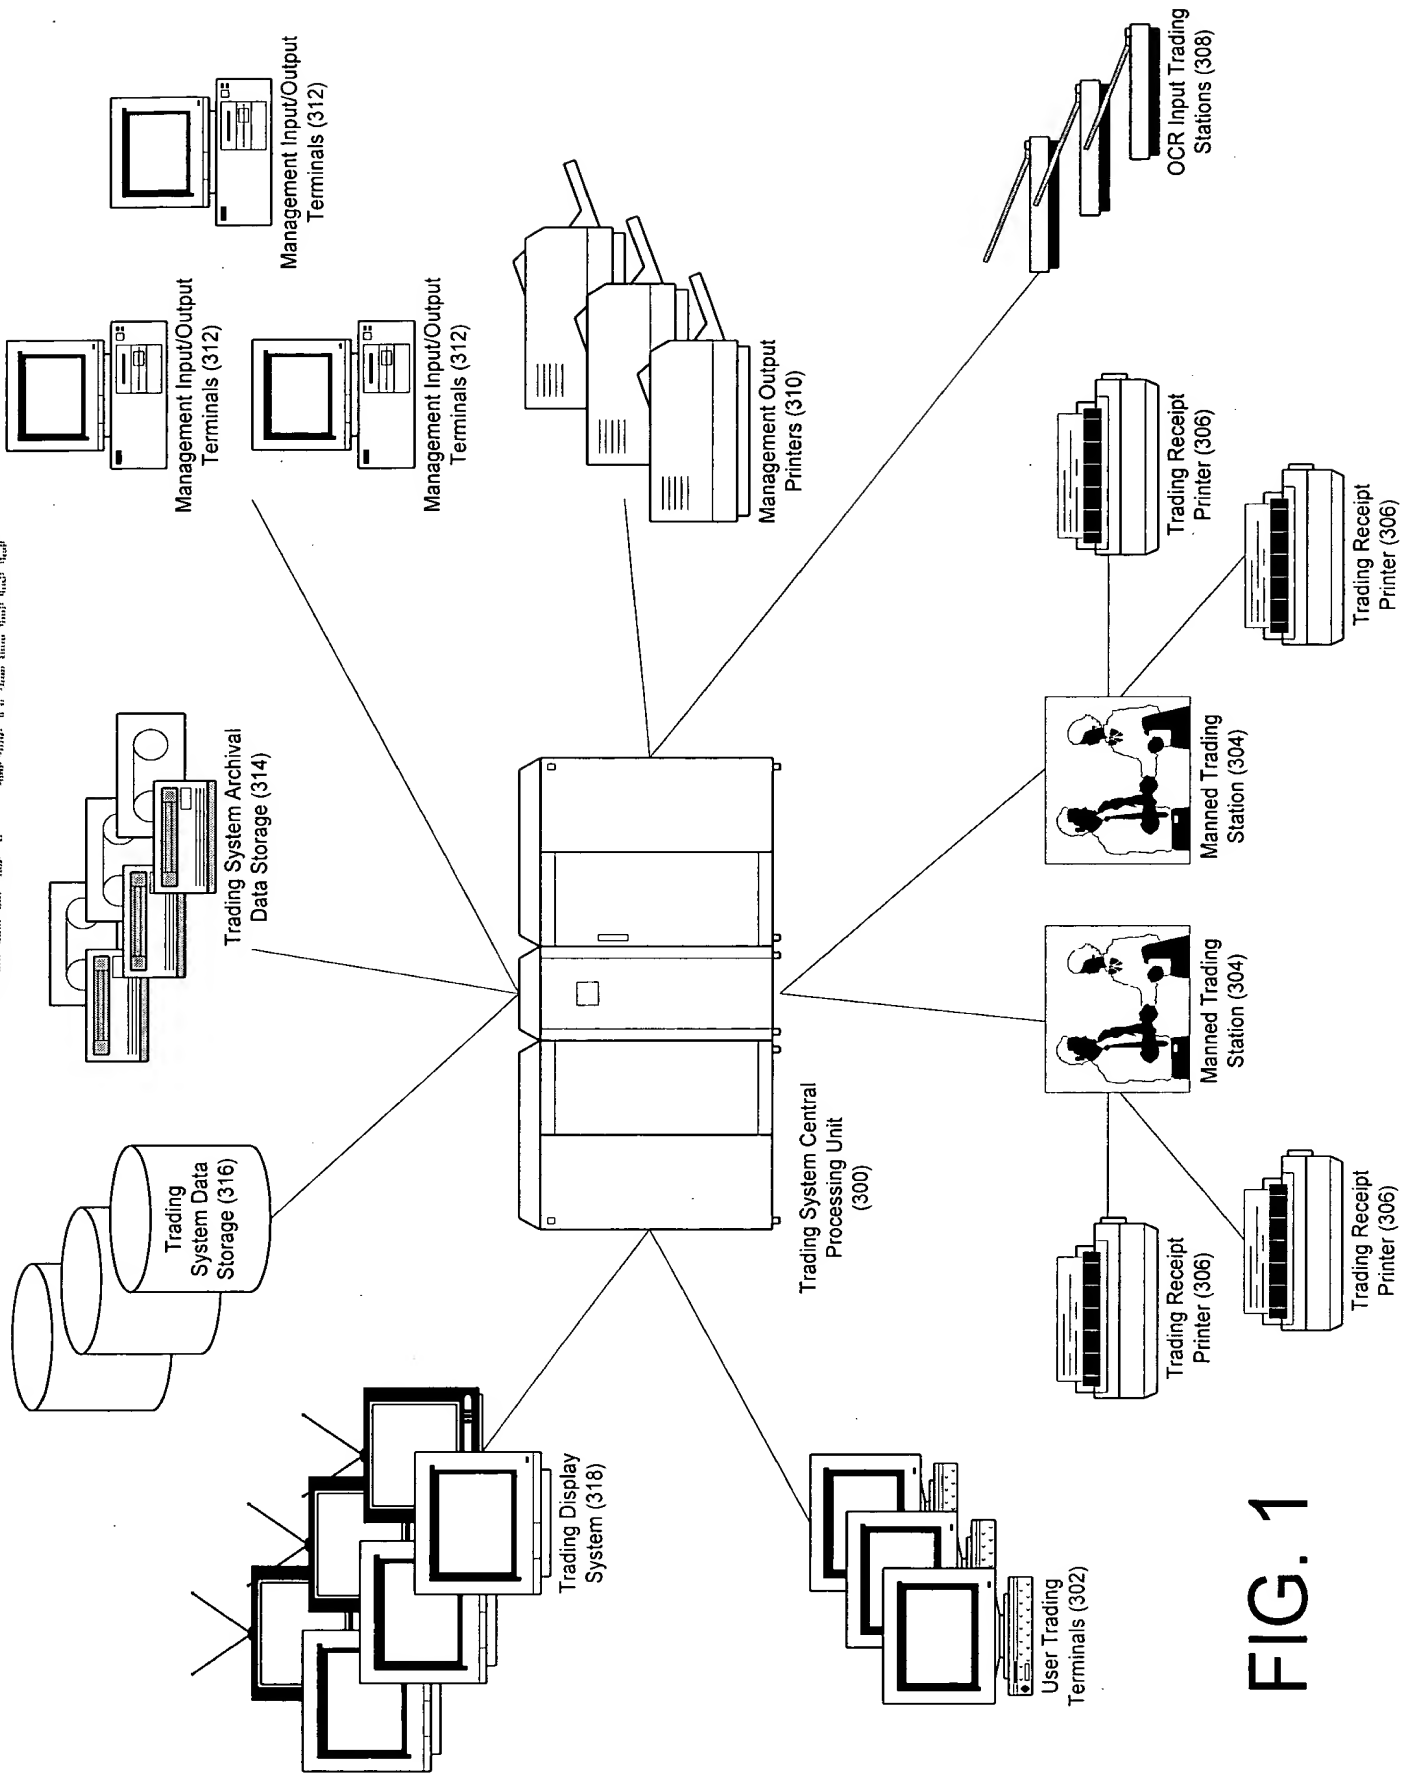 Trading
System Data
Storage (316)
Trading System Archival
Data Storage (314)
Management Input/Output
Terminals (312)
Management Input/Output
Terminals (312)
Management Input/Output
Terminals (312)
Trading Display
System (318)
Trading System Central
Processing Unit
(300)
Management Output
Printers (310)
User Trading
Terminals (302)
Manned Trading
Station (304)
Manned Trading
Station (304)
OCR Input Trading
Stations (308)
Trading Receipt
Printer (306)
Trading Receipt
Printer (306)
Trading Receipt
Printer (306)
Trading Receipt
Printer (306)
FIG. 1